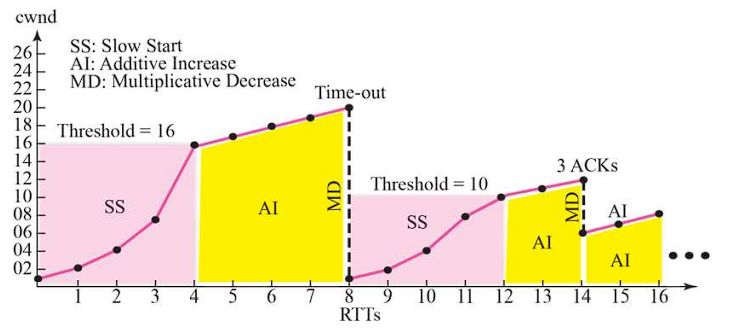 cwnd
SS: Slow Start
AI: Additive Increase
MD: Multiplicative Decrease
26
24
22
20
18
16
14
12
10
08
06
04
02
Time-out
Threshold = 16
3 ACKs
Threshold = 10
SS
AI
MD
SS
AI
MD
AI
AI
1 2 3 4 5 6 7 8 9 10 11 12 13 14 15 16
RTTs